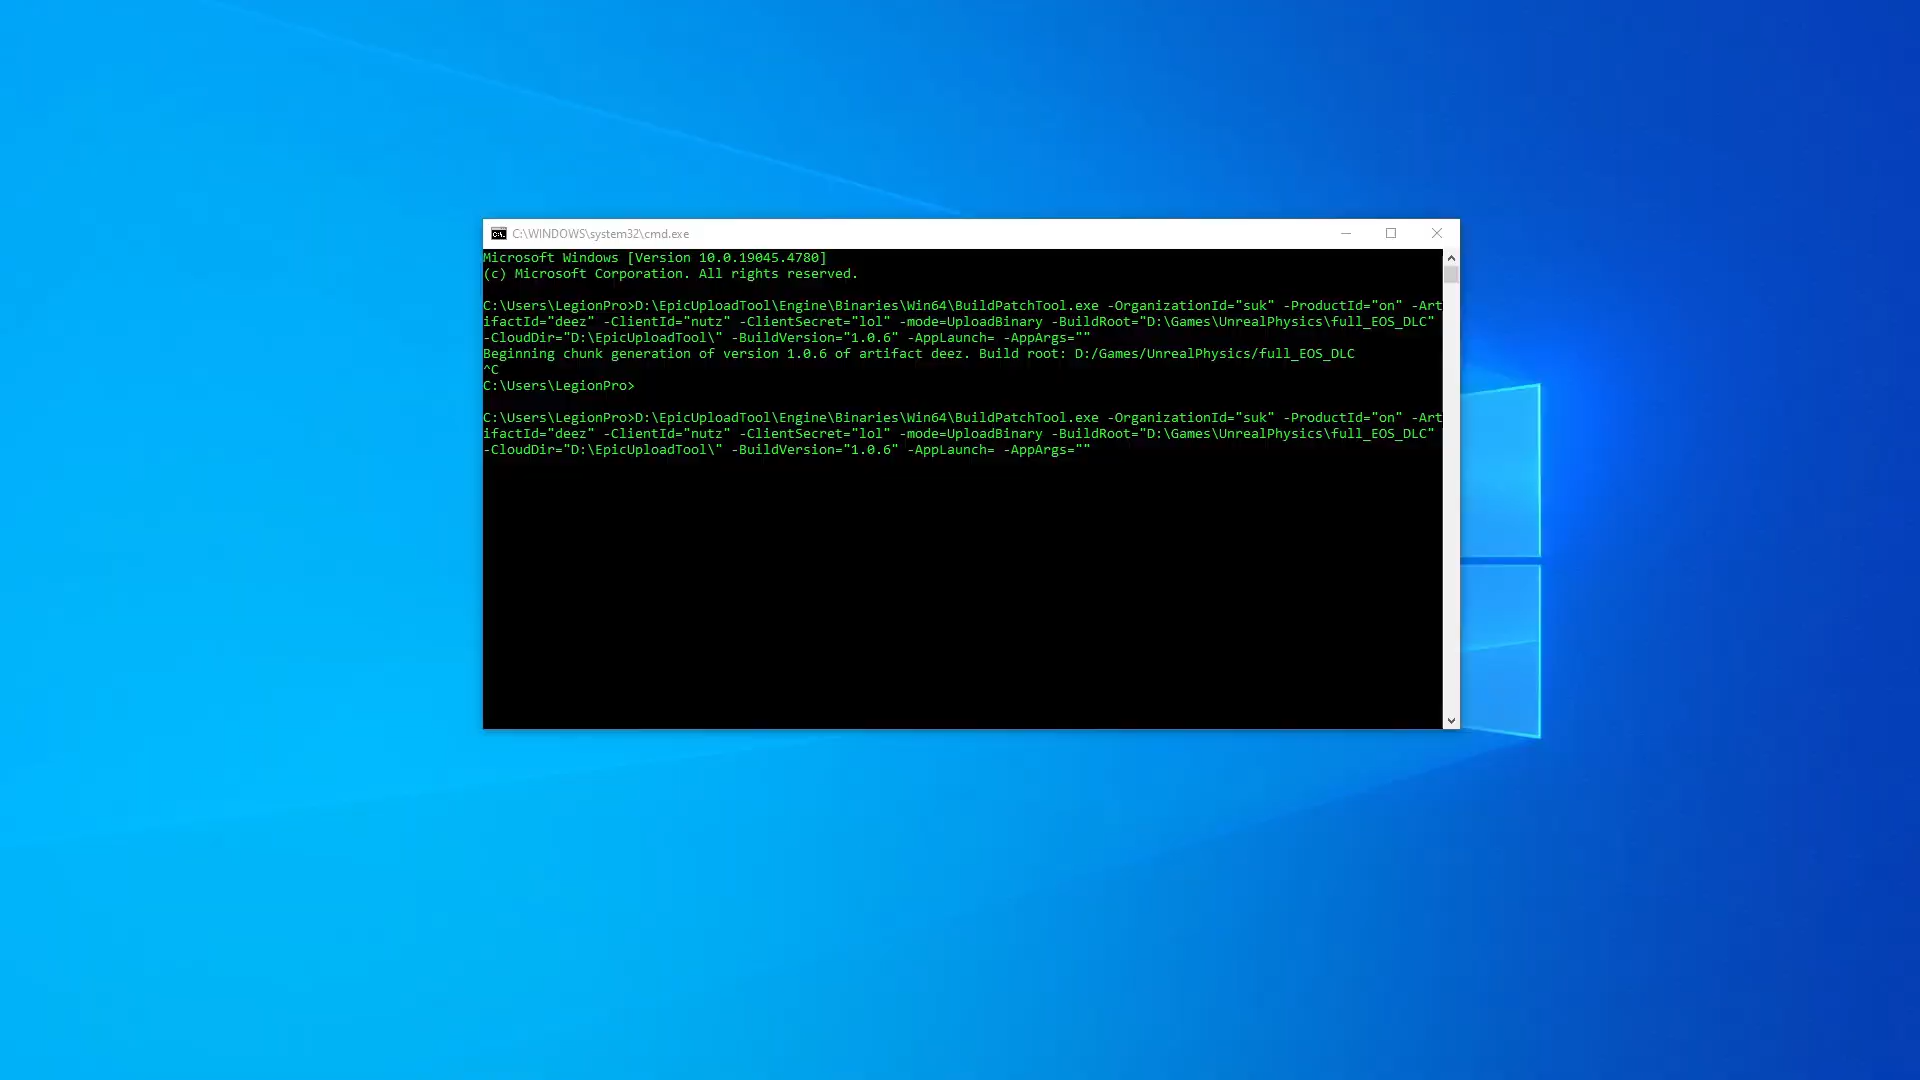 C:\WINDOWS\system32\cmd.exe
Microsoft Windows [Version 10.0.19045.4780]
(c) Microsoft Corporation. All rights reserved.
C:\Users\LegionPro>D:\EpicUploadTool\Engine\Binaries\Win64\BuildPatchTool.exe -OrganizationId="suk" -ProductId="on" -Art
ifactId="deez" -ClientId="nutz" -ClientSecret="lol" -mode=UploadBinary -BuildRoot="D:\Games\UnrealPhysics\full_EOS_DLC"
-CloudDir="D:\EpicUploadTool\" -BuildVersion="1.0.6" -AppLaunch= -AppArgs=""
Beginning chunk generation of version 1.0.6 of artifact deez. Build root: D:/Games/UnrealPhysics/full_EOS_DLC
^C
C:\Users\LegionPro>
C:\Users\LegionPro>D:\EpicUploadTool\Engine\Binaries\Win64\BuildPatchTool.exe -OrganizationId="suk" -ProductId="on" -Art
ifactId="deez" -ClientId="nutz" -ClientSecret="lol" -mode=UploadBinary -BuildRoot="D:\Games\UnrealPhysics\full_EOS_DLC"
-CloudDir="D:\EpicUploadTool\" -BuildVersion="1.0.6" -AppLaunch= -AppArgs=""